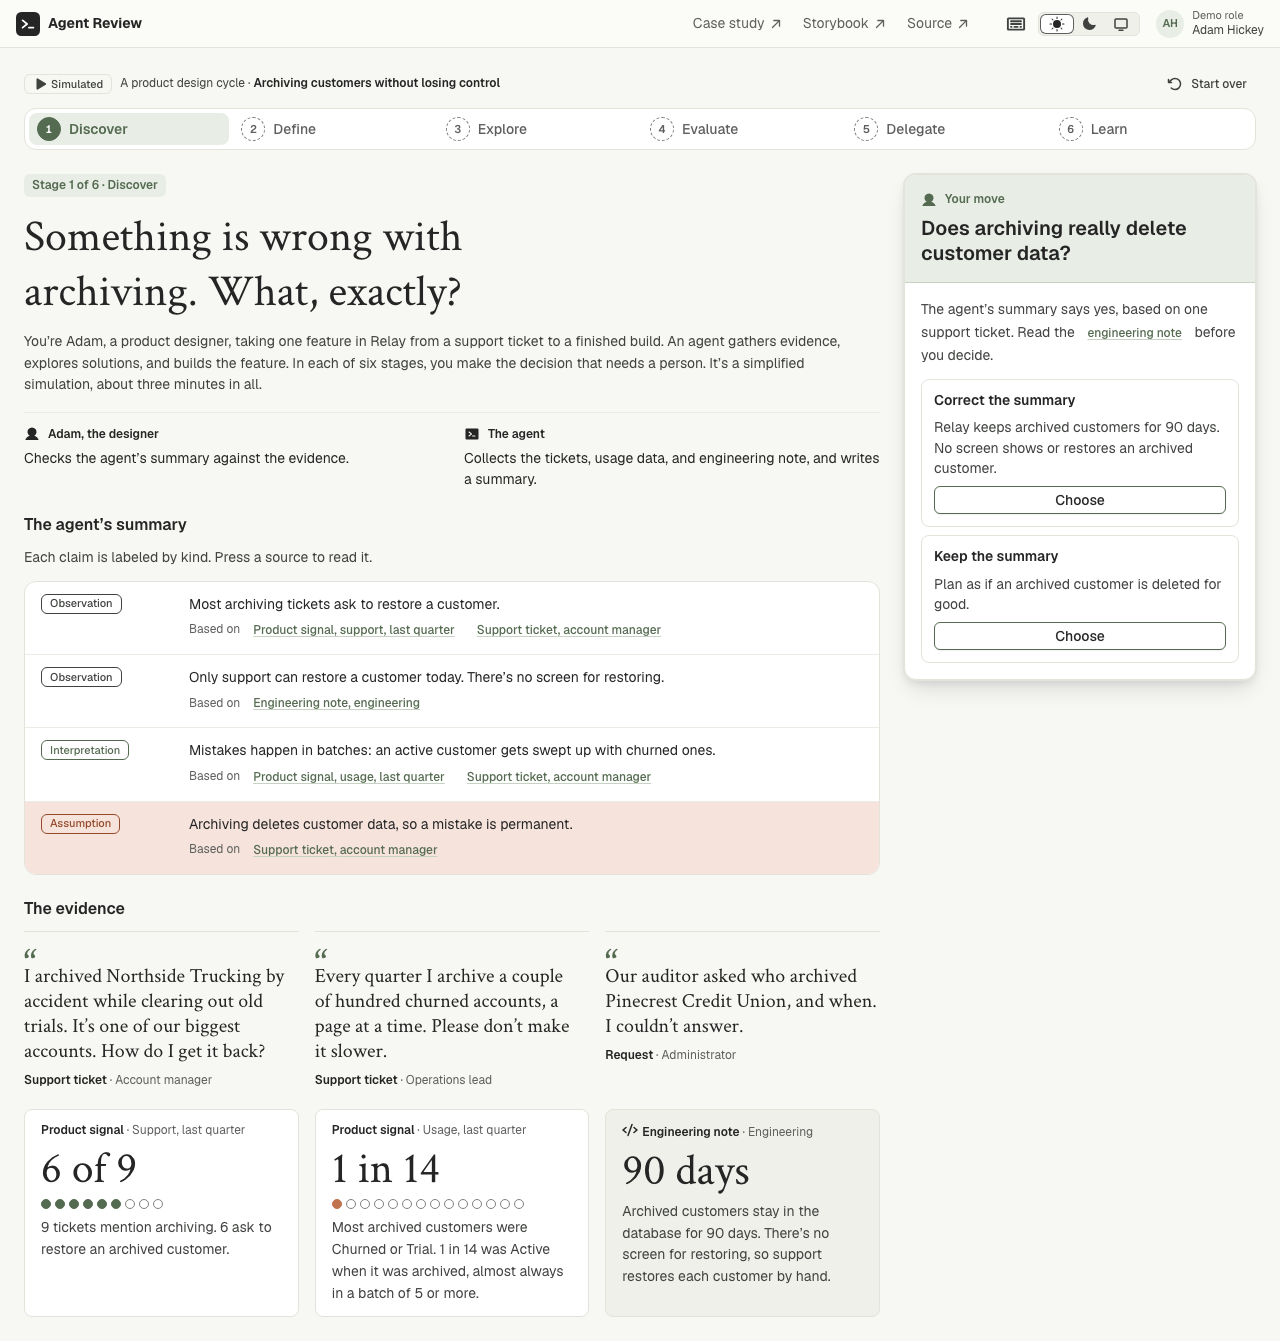 Agent Review
Case study
Storybook
Source
AH
Demo role
Adam Hickey
Simulated
A product design cycle · Archiving customers without losing control
Start over
1 Discover
2 Define
3 Explore
4 Evaluate
5 Delegate
6 Learn
Stage 1 of 6 · Discover
Something is wrong with
archiving. What, exactly?
You’re Adam, a product designer, taking one feature in Relay from a support ticket to a finished build. An agent gathers evidence,
explores solutions, and builds the feature. In each of six stages, you make the decision that needs a person. It’s a simplified
simulation, about three minutes in all.
Adam, the designer
Checks the agent’s summary against the evidence.
The agent
Collects the tickets, usage data, and engineering note, and writes
a summary.
The agent’s summary
Each claim is labeled by kind. Press a source to read it.
Observation
Most archiving tickets ask to restore a customer.
Based on Product signal, support, last quarter Support ticket, account manager
Observation
Only support can restore a customer today. There’s no screen for restoring.
Based on Engineering note, engineering
Interpretation
Mistakes happen in batches: an active customer gets swept up with churned ones.
Based on Product signal, usage, last quarter Support ticket, account manager
Assumption
Archiving deletes customer data, so a mistake is permanent.
Based on Support ticket, account manager
The evidence
“
I archived Northside Trucking by
accident while clearing out old
trials. It’s one of our biggest
accounts. How do I get it back?
Support ticket · Account manager
“
Every quarter I archive a couple
of hundred churned accounts, a
page at a time. Please don’t make
it slower.
Support ticket · Operations lead
“
Our auditor asked who archived
Pinecrest Credit Union, and when.
I couldn’t answer.
Request · Administrator
Product signal · Support, last quarter
6 of 9
9 tickets mention archiving. 6 ask to
restore an archived customer.
Product signal · Usage, last quarter
1 in 14
Most archived customers were
Churned or Trial. 1 in 14 was Active
when it was archived, almost always
in a batch of 5 or more.
Engineering note · Engineering
90 days
Archived customers stay in the
database for 90 days. There’s no
screen for restoring, so support
restores each customer by hand.
Your move
Does archiving really delete
customer data?
The agent’s summary says yes, based on one
support ticket. Read the engineering note before
you decide.
Correct the summary
Relay keeps archived customers for 90 days.
No screen shows or restores an archived
customer.
Choose
Keep the summary
Plan as if an archived customer is deleted for
good.
Choose